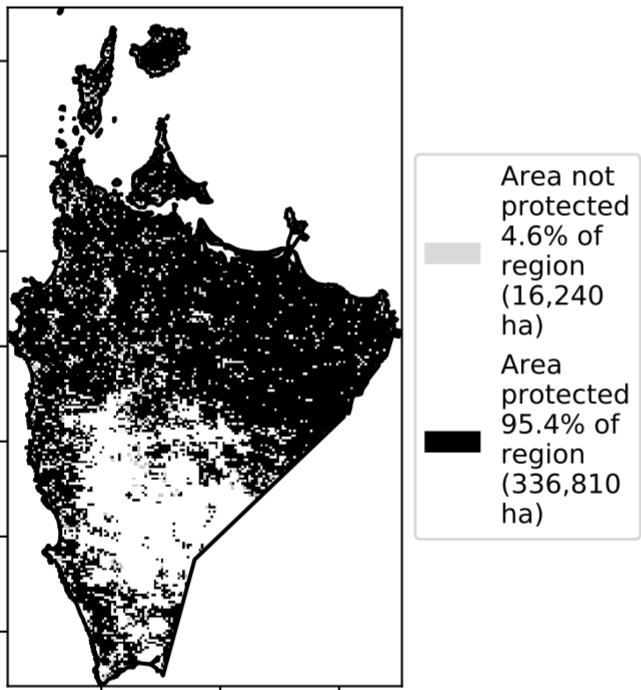 Area not
protected
4.6% of
region
(16,240
ha)
Area
protected
95.4% of
region
(336,810
ha)